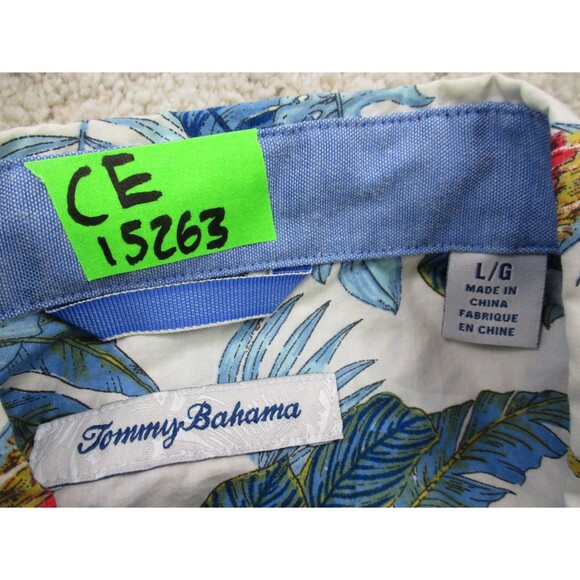 CE
15263
L/G
MADE IN
CHINA
FABRIQUE
EN CHINE
Tommy Bahama